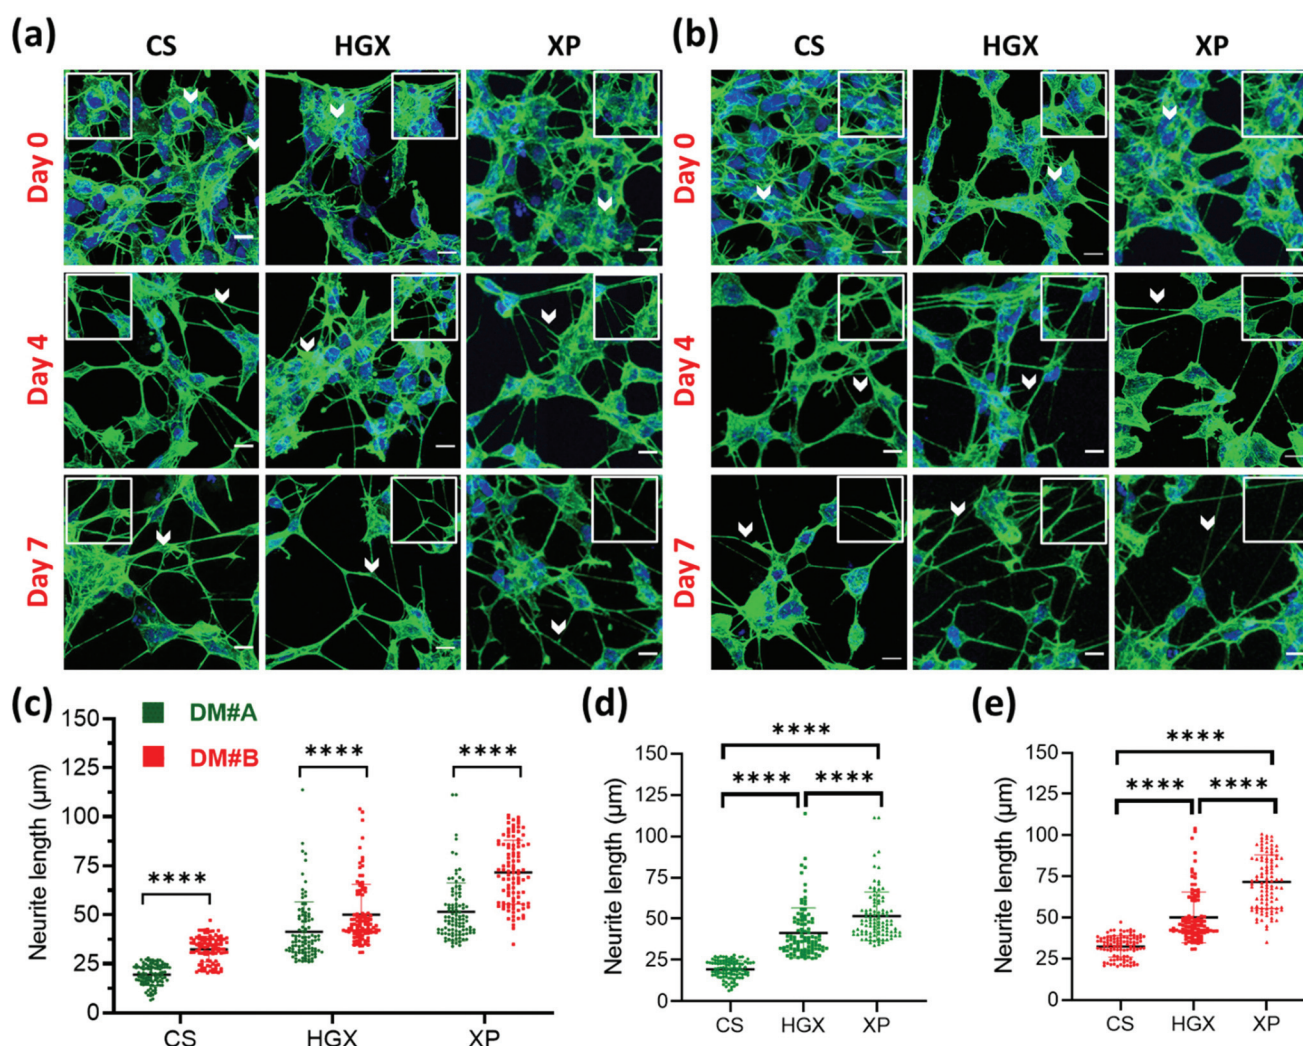 (a) CS HGX XP (b) CS HGX XP
Day 0 Day 0
Day 4 Day 4
Day 7 Day 7
(c) DM#A
DM#B
Neurite length (μm)
150
125
100
75
50
25
0
**** **** ****
CS HGX XP
(d)
Neurite length (μm)
150
125
100
75
50
25
0
****
**** ****
CS HGX XP
(e)
Neurite length (μm)
150
125
100
75
50
25
0
****
**** ****
CS HGX XP